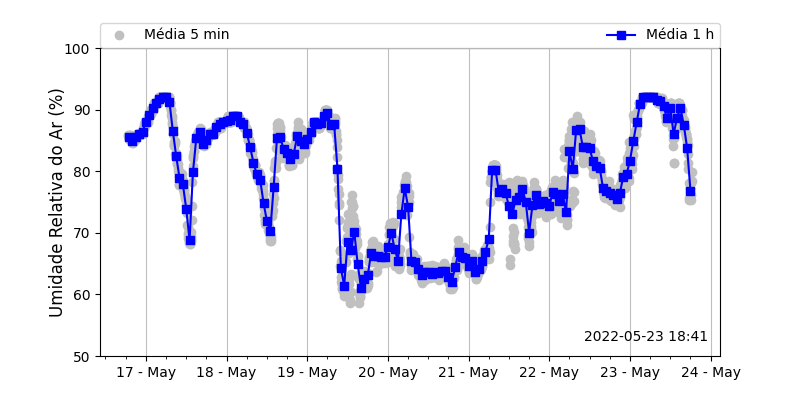 Média 5 min Média 1 h
100
90
80
70
60
50
Umidade Relativa do Ar (%)
2022-05-23 18:41
17 - May 18 - May 19 - May 20 - May 21 - May 22 - May 23 - May 24 - May